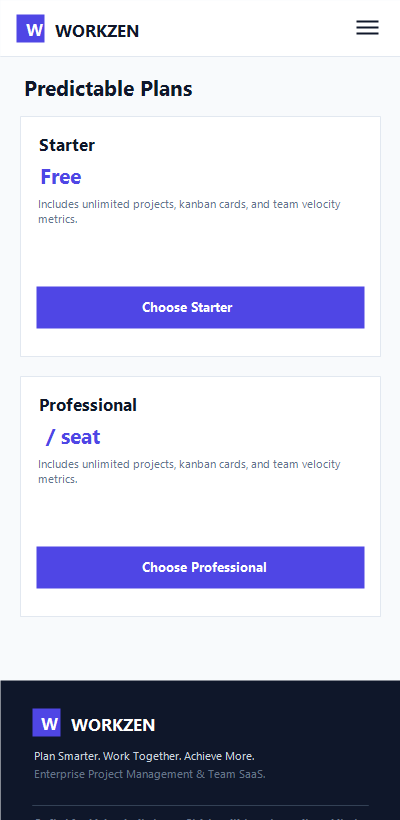 W WORKZEN
Predictable Plans
Starter
Free
Includes unlimited projects, kanban cards, and team velocity
metrics.
Choose Starter
Professional
/ seat
Includes unlimited projects, kanban cards, and team velocity
metrics.
Choose Professional
W WORKZEN
Plan Smarter. Work Together. Achieve More.
Enterprise Project Management & Team SaaS.